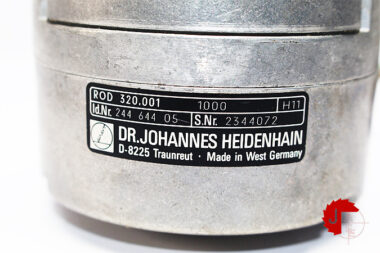 ROD 320.001 1000 H11
Id.Nr. 244 644 05 S.Nr. 2344072
DR. JOHANNES HEIDENHAIN
D-8225 Traunreut · Made in West Germany